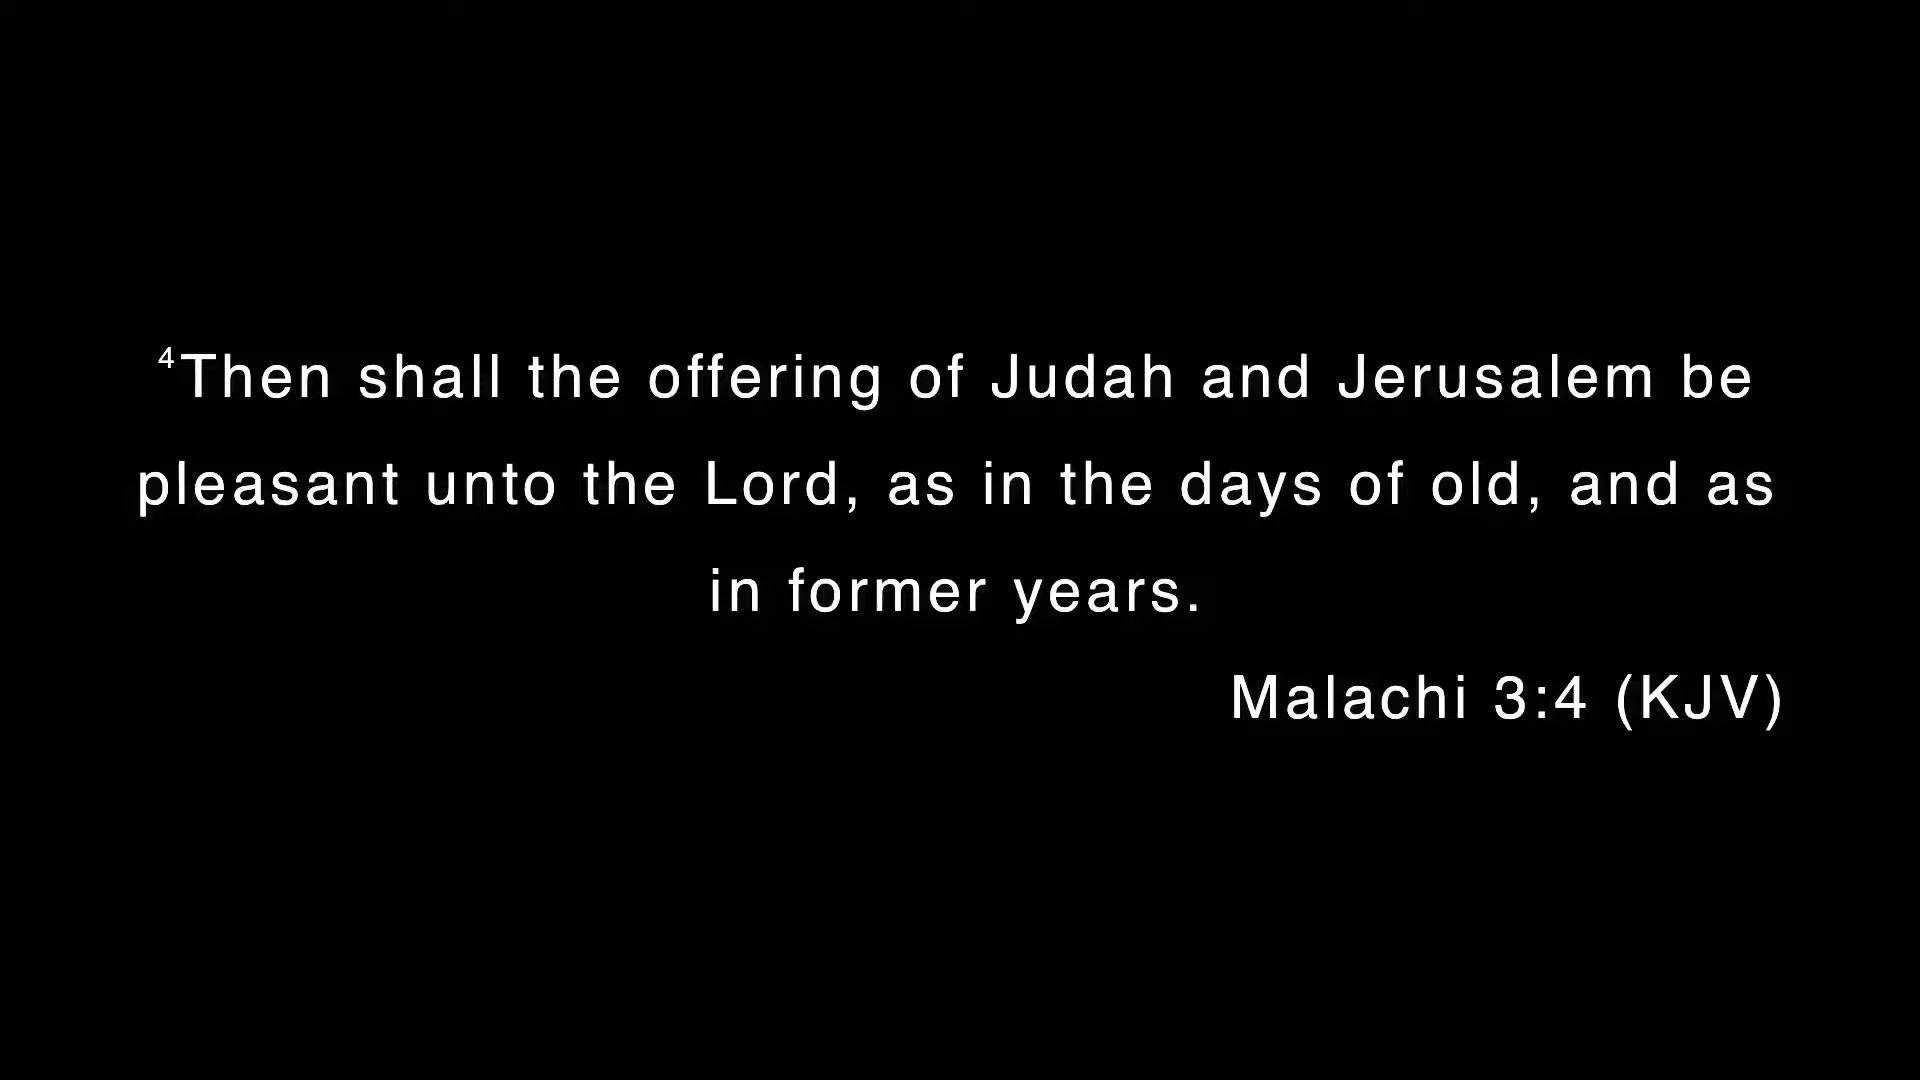 ⁴Then shall the offering of Judah and Jerusalem be
pleasant unto the Lord, as in the days of old, and as
in former years.
Malachi 3:4 (KJV)